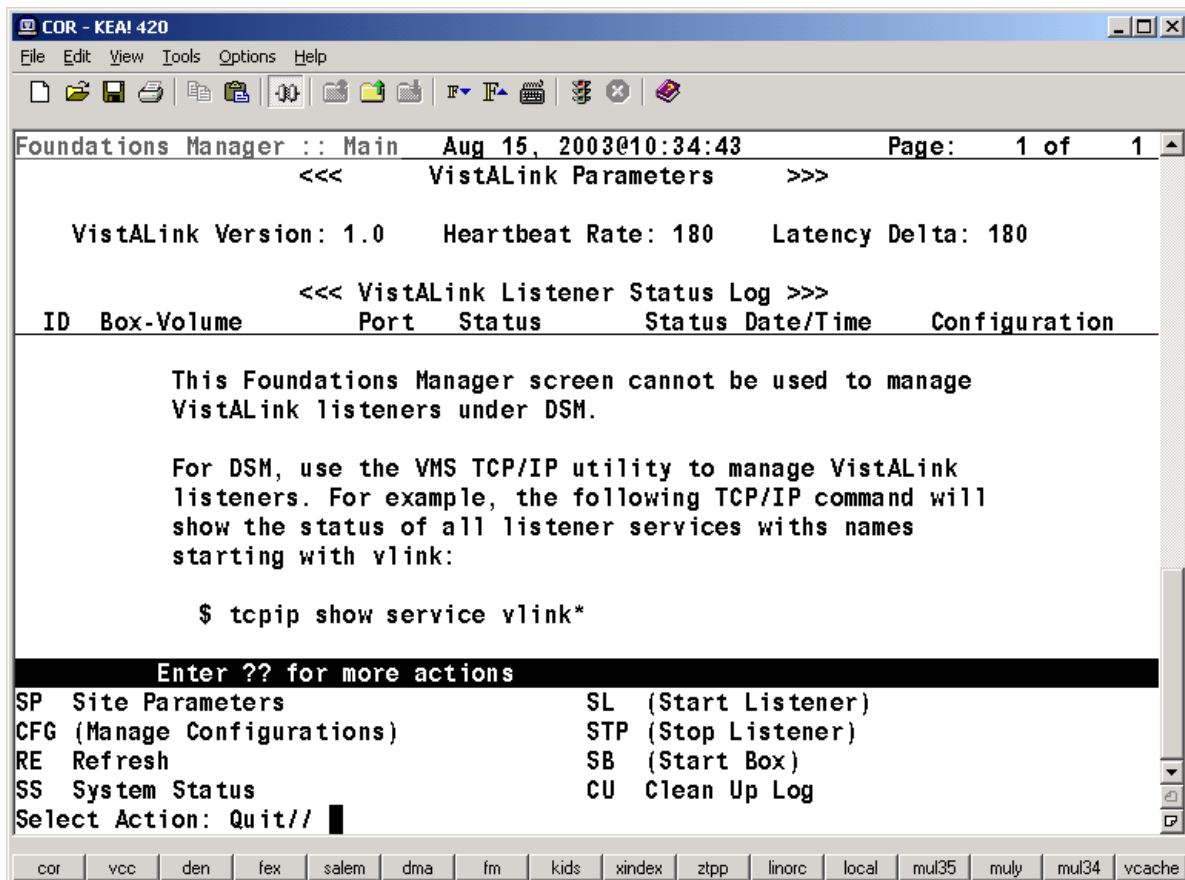 COR - KEA! 420
File Edit View Tools Options Help
Foundations Manager :: Main Aug 15, 2003@10:34:43 Page: 1 of 1
<<< VistALink Parameters >>>
VistALink Version: 1.0 Heartbeat Rate: 180 Latency Delta: 180
<<< VistALink Listener Status Log >>>
ID Box-Volume Port Status Status Date/Time Configuration
This Foundations Manager screen cannot be used to manage
VistALink listeners under DSM.
For DSM, use the VMS TCP/IP utility to manage VistALink
listeners. For example, the following TCP/IP command will
show the status of all listener services withs names
starting with vlink:
$ tcpip show service vlink*
Enter ?? for more actions
SP Site Parameters SL (Start Listener)
CFG (Manage Configurations) STP (Stop Listener)
RE Refresh SB (Start Box)
SS System Status CU Clean Up Log
Select Action: Quit//
cor vcc den fex salem dma fm kids xindex ztpp linorc local mul35 muly mul34 vcache